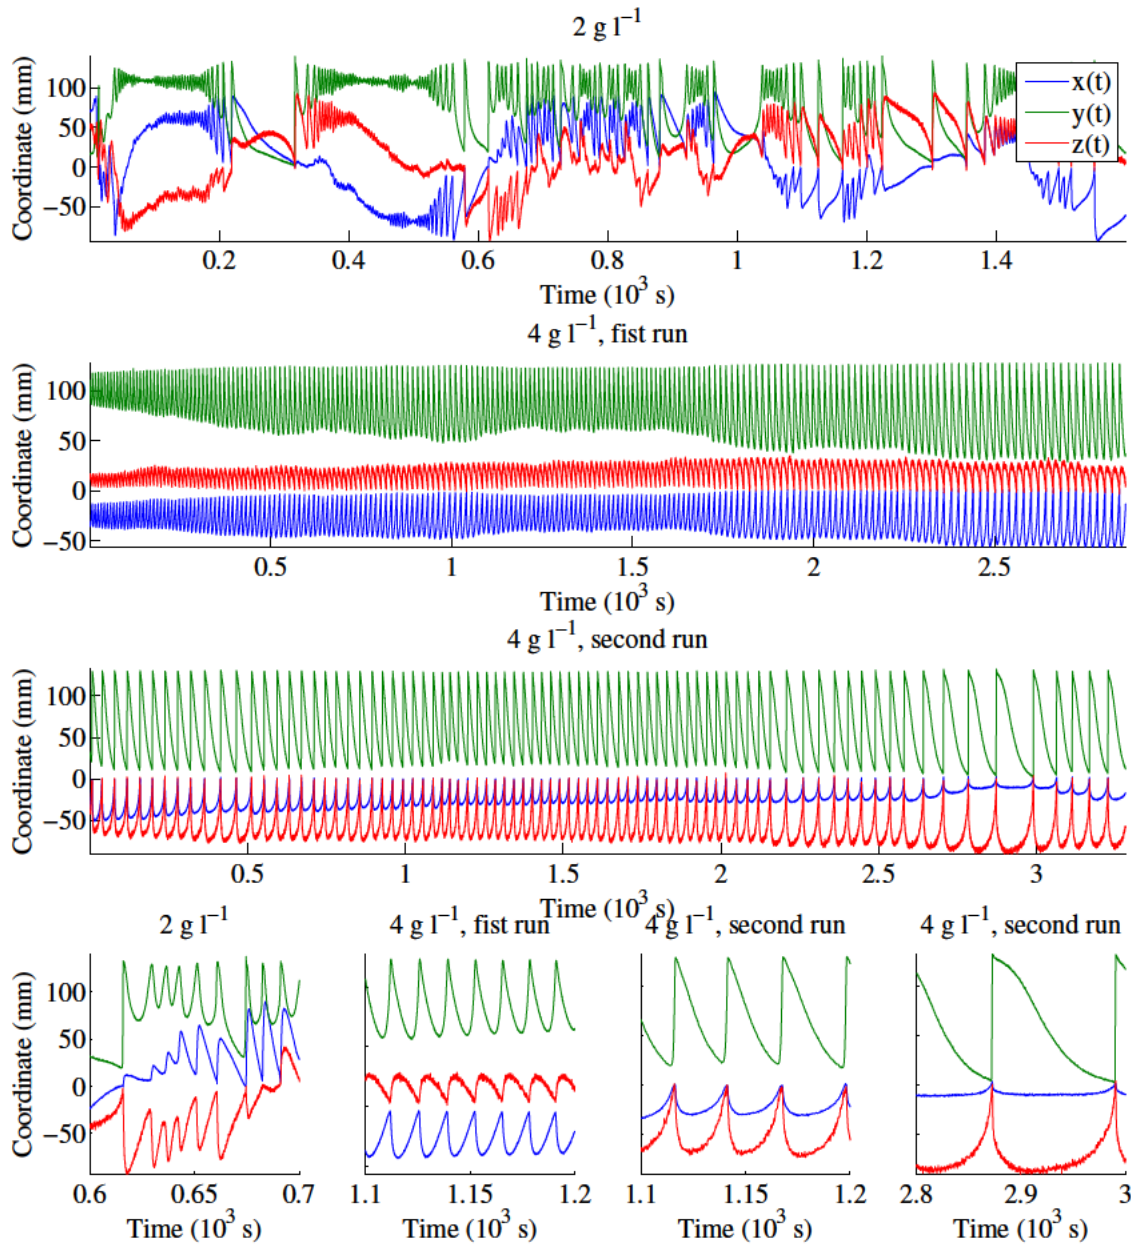 2 g l⁻¹
Coordinate (mm)
100
50
0
−50
x(t)
y(t)
z(t)
0.2 0.4 0.6 0.8 1 1.2 1.4
Time (10³ s)
4 g l⁻¹, fist run
Coordinate (mm)
100
50
0
−50
0.5 1 1.5 2 2.5
Time (10³ s)
4 g l⁻¹, second run
Coordinate (mm)
100
50
0
−50
0.5 1 1.5 2 2.5 3
Time (10³ s)
2 g l⁻¹ 4 g l⁻¹, fist run 4 g l⁻¹, second run 4 g l⁻¹, second run
Coordinate (mm)
100
50
0
−50
0.6 0.65 0.7 1.1 1.15 1.2 1.1 1.15 1.2 2.8 2.9 3
Time (10³ s) Time (10³ s) Time (10³ s) Time (10³ s)